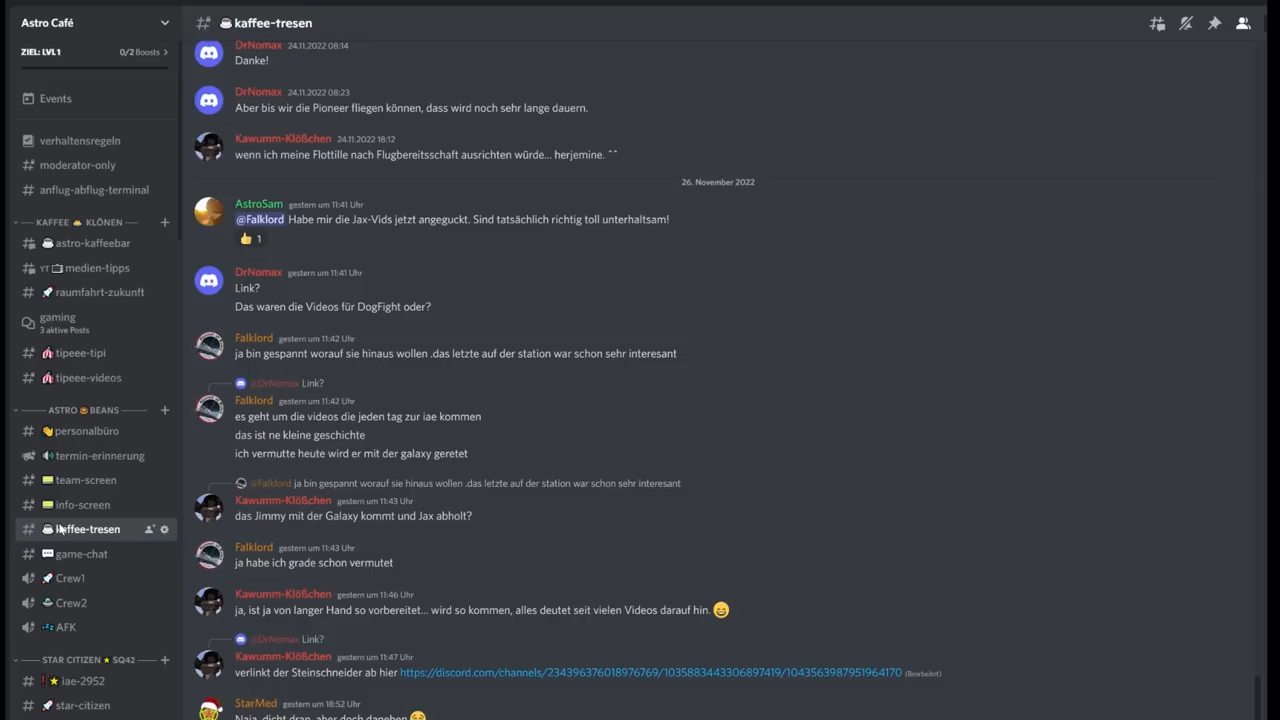 Astro Café
ZIEL: LVL 1 0/2 Boosts
Events
verhaltensregeln
moderator-only
anflug-abflug-terminal
KAFFEE KLÖNEN
astro-kaffeebar
YT medien-tipps
raumfahrt-zukunft
gaming
3 aktive Posts
tipeee-tipi
tipeee-videos
ASTRO BEANS
personalbüro
termin-erinnerung
team-screen
info-screen
kaffee-tresen
game-chat
Crew1
Crew2
AFK
STAR CITIZEN SQ42
iae-2952
star-citizen
kaffee-tresen
DrNomax 24.11.2022 08:14
Danke!
DrNomax 24.11.2022 08:23
Aber bis wir die Pioneer fliegen können, dass wird noch sehr lange dauern.
Kawumm-Klößchen 24.11.2022 18:12
wenn ich meine Flottille nach Flugbereitsschaft ausrichten würde... herjemine. ^^
26. November 2022
AstroSam gestern um 11:41 Uhr
@Falklord Habe mir die Jax-Vids jetzt angeguckt. Sind tatsächlich richtig toll unterhaltsam!
1
DrNomax gestern um 11:41 Uhr
Link?
Das waren die Videos für DogFight oder?
Falklord gestern um 11:42 Uhr
ja bin gespannt worauf sie hinaus wollen .das letzte auf der station war schon sehr interesant
@DrNomax Link?
Falklord gestern um 11:42 Uhr
es geht um die videos die jeden tag zur iae kommen
das ist ne kleine geschichte
ich vermute heute wird er mit der galaxy geretet
@Falklord ja bin gespannt worauf sie hinaus wollen .das letzte auf der station war schon sehr interesant
Kawumm-Klößchen gestern um 11:43 Uhr
das Jimmy mit der Galaxy kommt und Jax abholt?
Falklord gestern um 11:43 Uhr
ja habe ich grade schon vermutet
Kawumm-Klößchen gestern um 11:46 Uhr
ja, ist ja von langer Hand so vorbereitet... wird so kommen, alles deutet seit vielen Videos darauf hin.
@DrNomax Link?
Kawumm-Klößchen gestern um 11:47 Uhr
verlinkt der Steinschneider ab hier https://discord.com/channels/234396376018976769/1035883443306897419/1043563987951964170 (Bearbeitet)
StarMed gestern um 18:52 Uhr
Naja, dicht dran, aber doch daneben